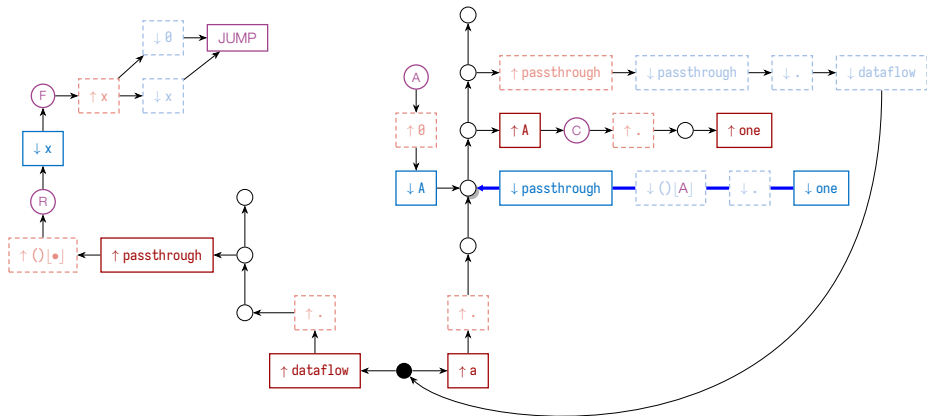 ↓ 0
JUMP
↑ passthrough
↓ passthrough
↓ .
↓ dataflow
A
F
↑ x
↓ x
↑ 0
↑ A
C
↑ .
↑ one
↓ x
↓ A
↓ passthrough
↓ ()⌊A⌋
↓ .
↓ one
R
↑ ()⌊•⌋
↑ passthrough
↑ .
↑ .
↑ dataflow
↑ a